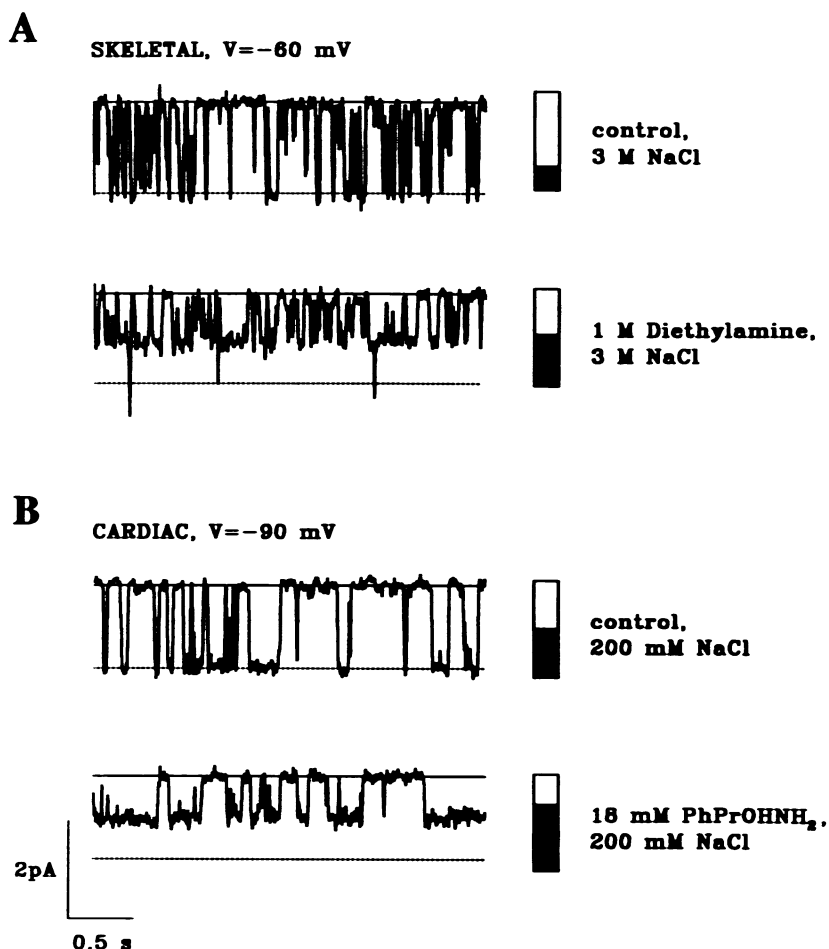 A
SKELETAL, V=−60 mV
control,
3 M NaCl
1 M Diethylamine,
3 M NaCl
B
CARDIAC, V=−90 mV
control,
200 mM NaCl
18 mM PhPrOHNH₂,
200 mM NaCl
2pA
0.5 s